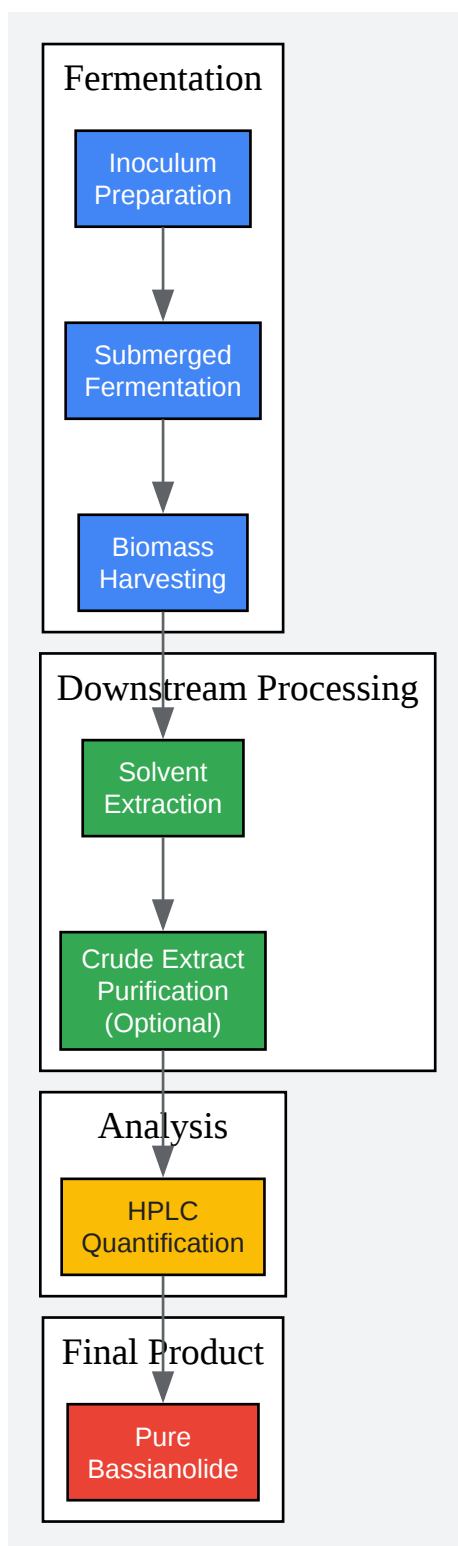 Fermentation
Inoculum
Preparation
Submerged
Fermentation
Biomass
Harvesting
Downstream Processing
Solvent
Extraction
Crude Extract
Purification
(Optional)
Analysis
HPLC
Quantification
Final Product
Pure
Bassianolide